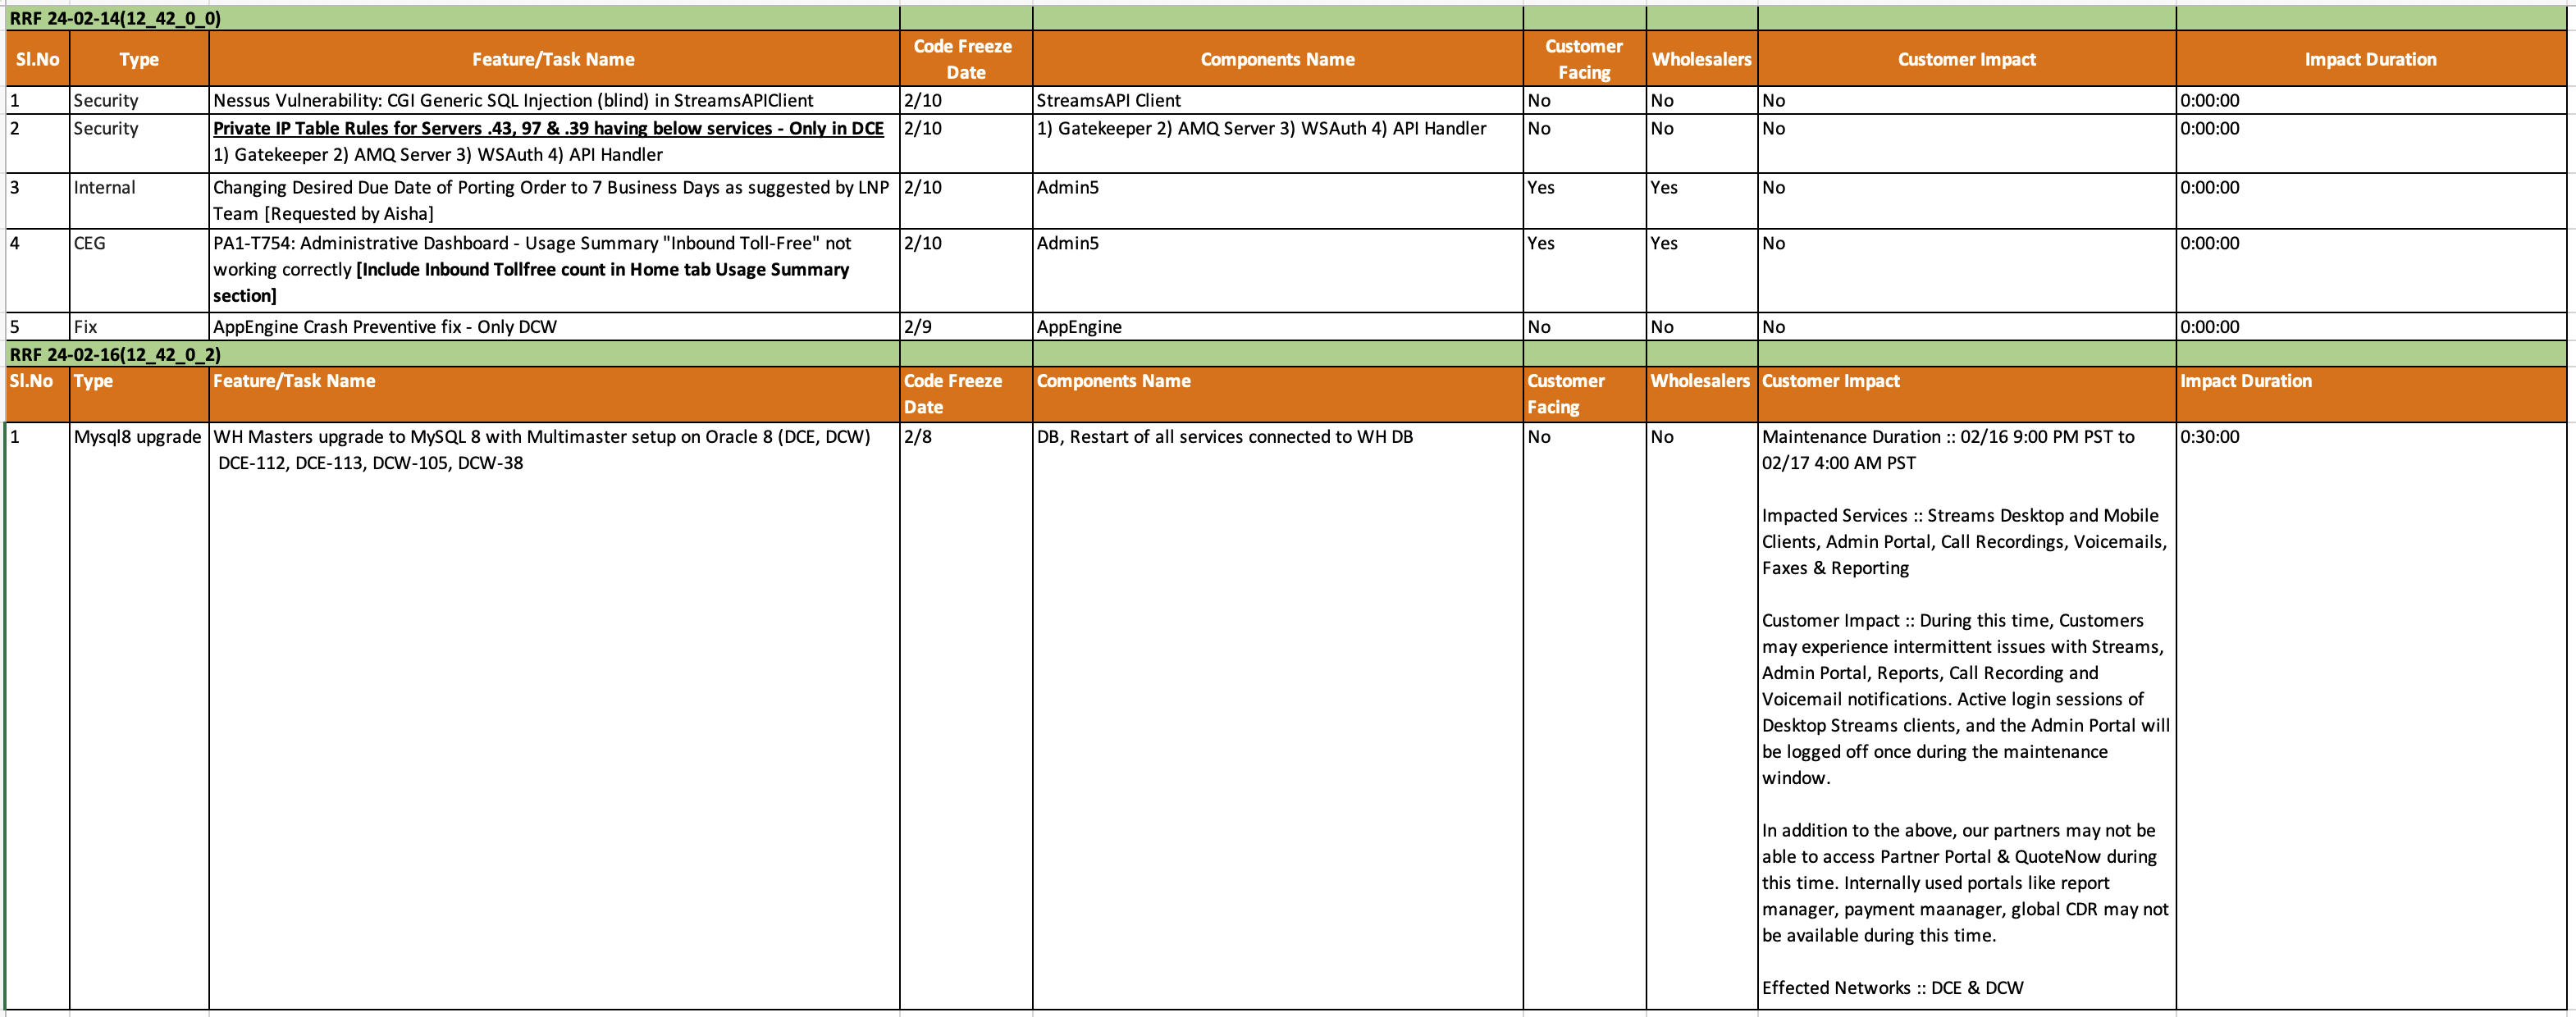 RRF 24-02-14(12_42_0_0)
Sl.No Type Feature/Task Name Code Freeze Date Components Name Customer Facing Wholesalers Customer Impact Impact Duration
1 Security Nessus Vulnerability: CGI Generic SQL Injection (blind) in StreamsAPIClient 2/10 StreamsAPI Client No No No 0:00:00
2 Security Private IP Table Rules for Servers .43, 97 & .39 having below services - Only in DCE 2/10 1) Gatekeeper 2) AMQ Server 3) WSAuth 4) API Handler No No No 0:00:00
1) Gatekeeper 2) AMQ Server 3) WSAuth 4) API Handler
3 Internal Changing Desired Due Date of Porting Order to 7 Business Days as suggested by LNP 2/10 Admin5 Yes Yes No 0:00:00
Team [Requested by Aisha]
4 CEG PA1-T754: Administrative Dashboard - Usage Summary "Inbound Toll-Free" not 2/10 Admin5 Yes Yes No 0:00:00
working correctly [Include Inbound Tollfree count in Home tab Usage Summary
section]
5 Fix AppEngine Crash Preventive fix - Only DCW 2/9 AppEngine No No No 0:00:00
RRF 24-02-16(12_42_0_2)
Sl.No Type Feature/Task Name Code Freeze Date Components Name Customer Facing Wholesalers Customer Impact Impact Duration
1 Mysql8 upgrade WH Masters upgrade to MySQL 8 with Multimaster setup on Oracle 8 (DCE, DCW) 2/8 DB, Restart of all services connected to WH DB No No Maintenance Duration :: 02/16 9:00 PM PST to 0:30:00
DCE-112, DCE-113, DCW-105, DCW-38 02/17 4:00 AM PST
Impacted Services :: Streams Desktop and Mobile
Clients, Admin Portal, Call Recordings, Voicemails,
Faxes & Reporting
Customer Impact :: During this time, Customers
may experience intermittent issues with Streams,
Admin Portal, Reports, Call Recording and
Voicemail notifications. Active login sessions of
Desktop Streams clients, and the Admin Portal will
be logged off once during the maintenance
window.
In addition to the above, our partners may not be
able to access Partner Portal & QuoteNow during
this time. Internally used portals like report
manager, payment maanager, global CDR may not
be available during this time.
Effected Networks :: DCE & DCW